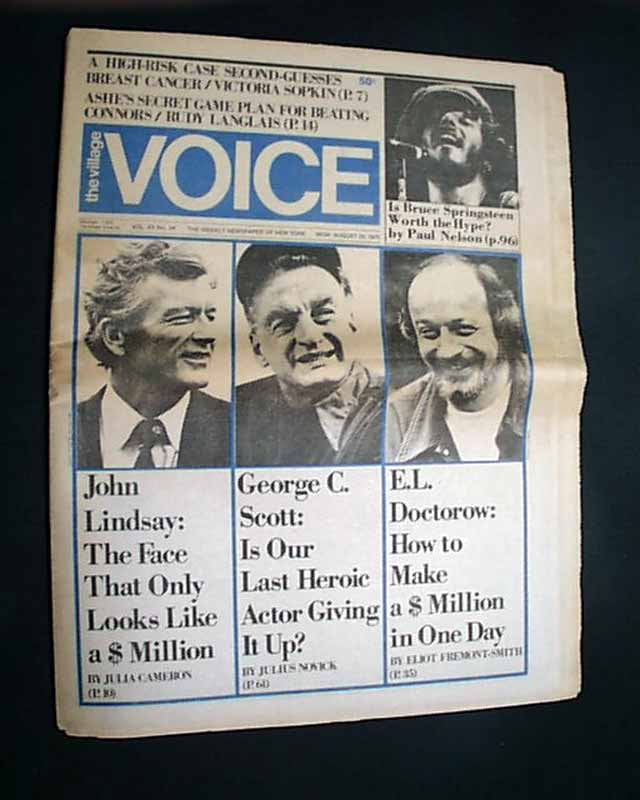 A HIGH-RISK CASE SECOND-GUESSES
BREAST CANCER / VICTORIA SOPKIN (P. 7)
ASHE'S SECRET GAME PLAN FOR BEATING
CONNORS / RUDY LANGLAIS (P. 14)
50¢
the village
VOICE
Is Bruce Springsteen
Worth the Hype?
by Paul Nelson (p.96)
THE WEEKLY NEWSPAPER OF NEW YORK
John
Lindsay:
The Face
That Only
Looks Like
a $ Million
BY JULIA CAMERON
(P. 10)
George C.
Scott:
Is Our
Last Heroic
Actor Giving
It Up?
BY JULIUS NOVICK
(P. 61)
E.L.
Doctorow:
How to
Make
a $ Million
in One Day
BY ELIOT FREMONT-SMITH
(P. 35)